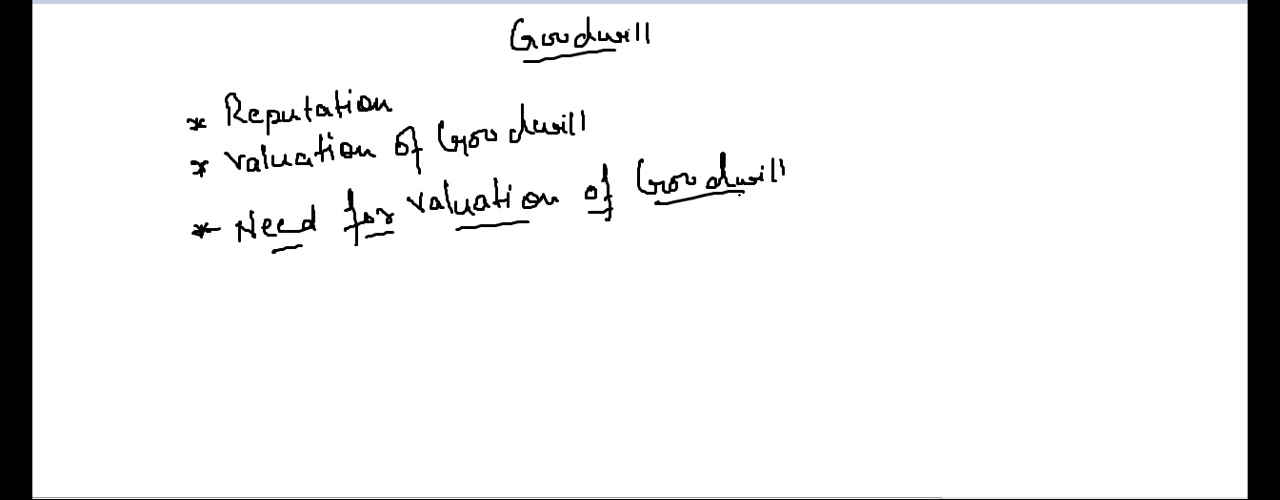 Goodwill
* Reputation
* Valuation of Goodwill
* Need for valuation of Goodwill